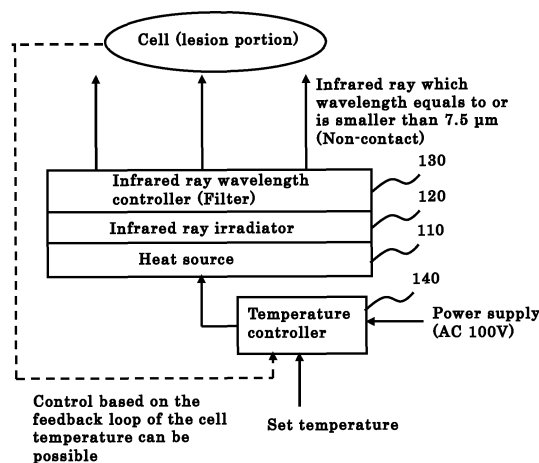 Cell (lesion portion)
Infrared ray which
wavelength equals to or
is smaller than 7.5 µm
(Non-contact)
130
Infrared ray wavelength
controller (Filter)
120
Infrared ray irradiator
110
Heat source
140
Temperature
controller
Power supply
(AC 100V)
Control based on the
feedback loop of the cell
temperature can be
possible
Set temperature